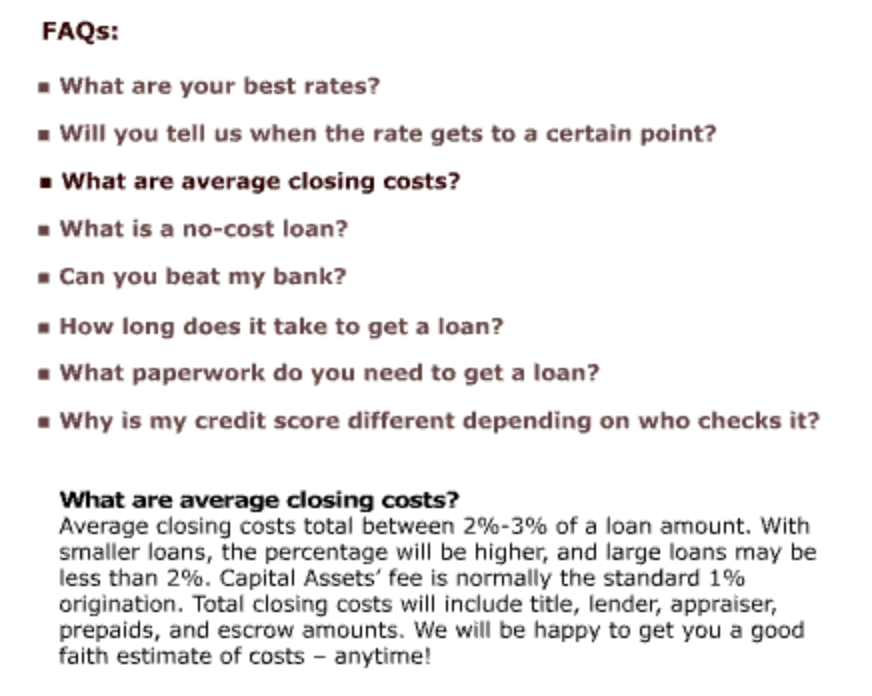 FAQs:
▪ What are your best rates?
▪ Will you tell us when the rate gets to a certain point?
▪ What are average closing costs?
▪ What is a no-cost loan?
▪ Can you beat my bank?
▪ How long does it take to get a loan?
▪ What paperwork do you need to get a loan?
▪ Why is my credit score different depending on who checks it?
What are average closing costs?
Average closing costs total between 2%-3% of a loan amount. With
smaller loans, the percentage will be higher, and large loans may be
less than 2%. Capital Assets’ fee is normally the standard 1%
origination. Total closing costs will include title, lender, appraiser,
prepaids, and escrow amounts. We will be happy to get you a good
faith estimate of costs – anytime!